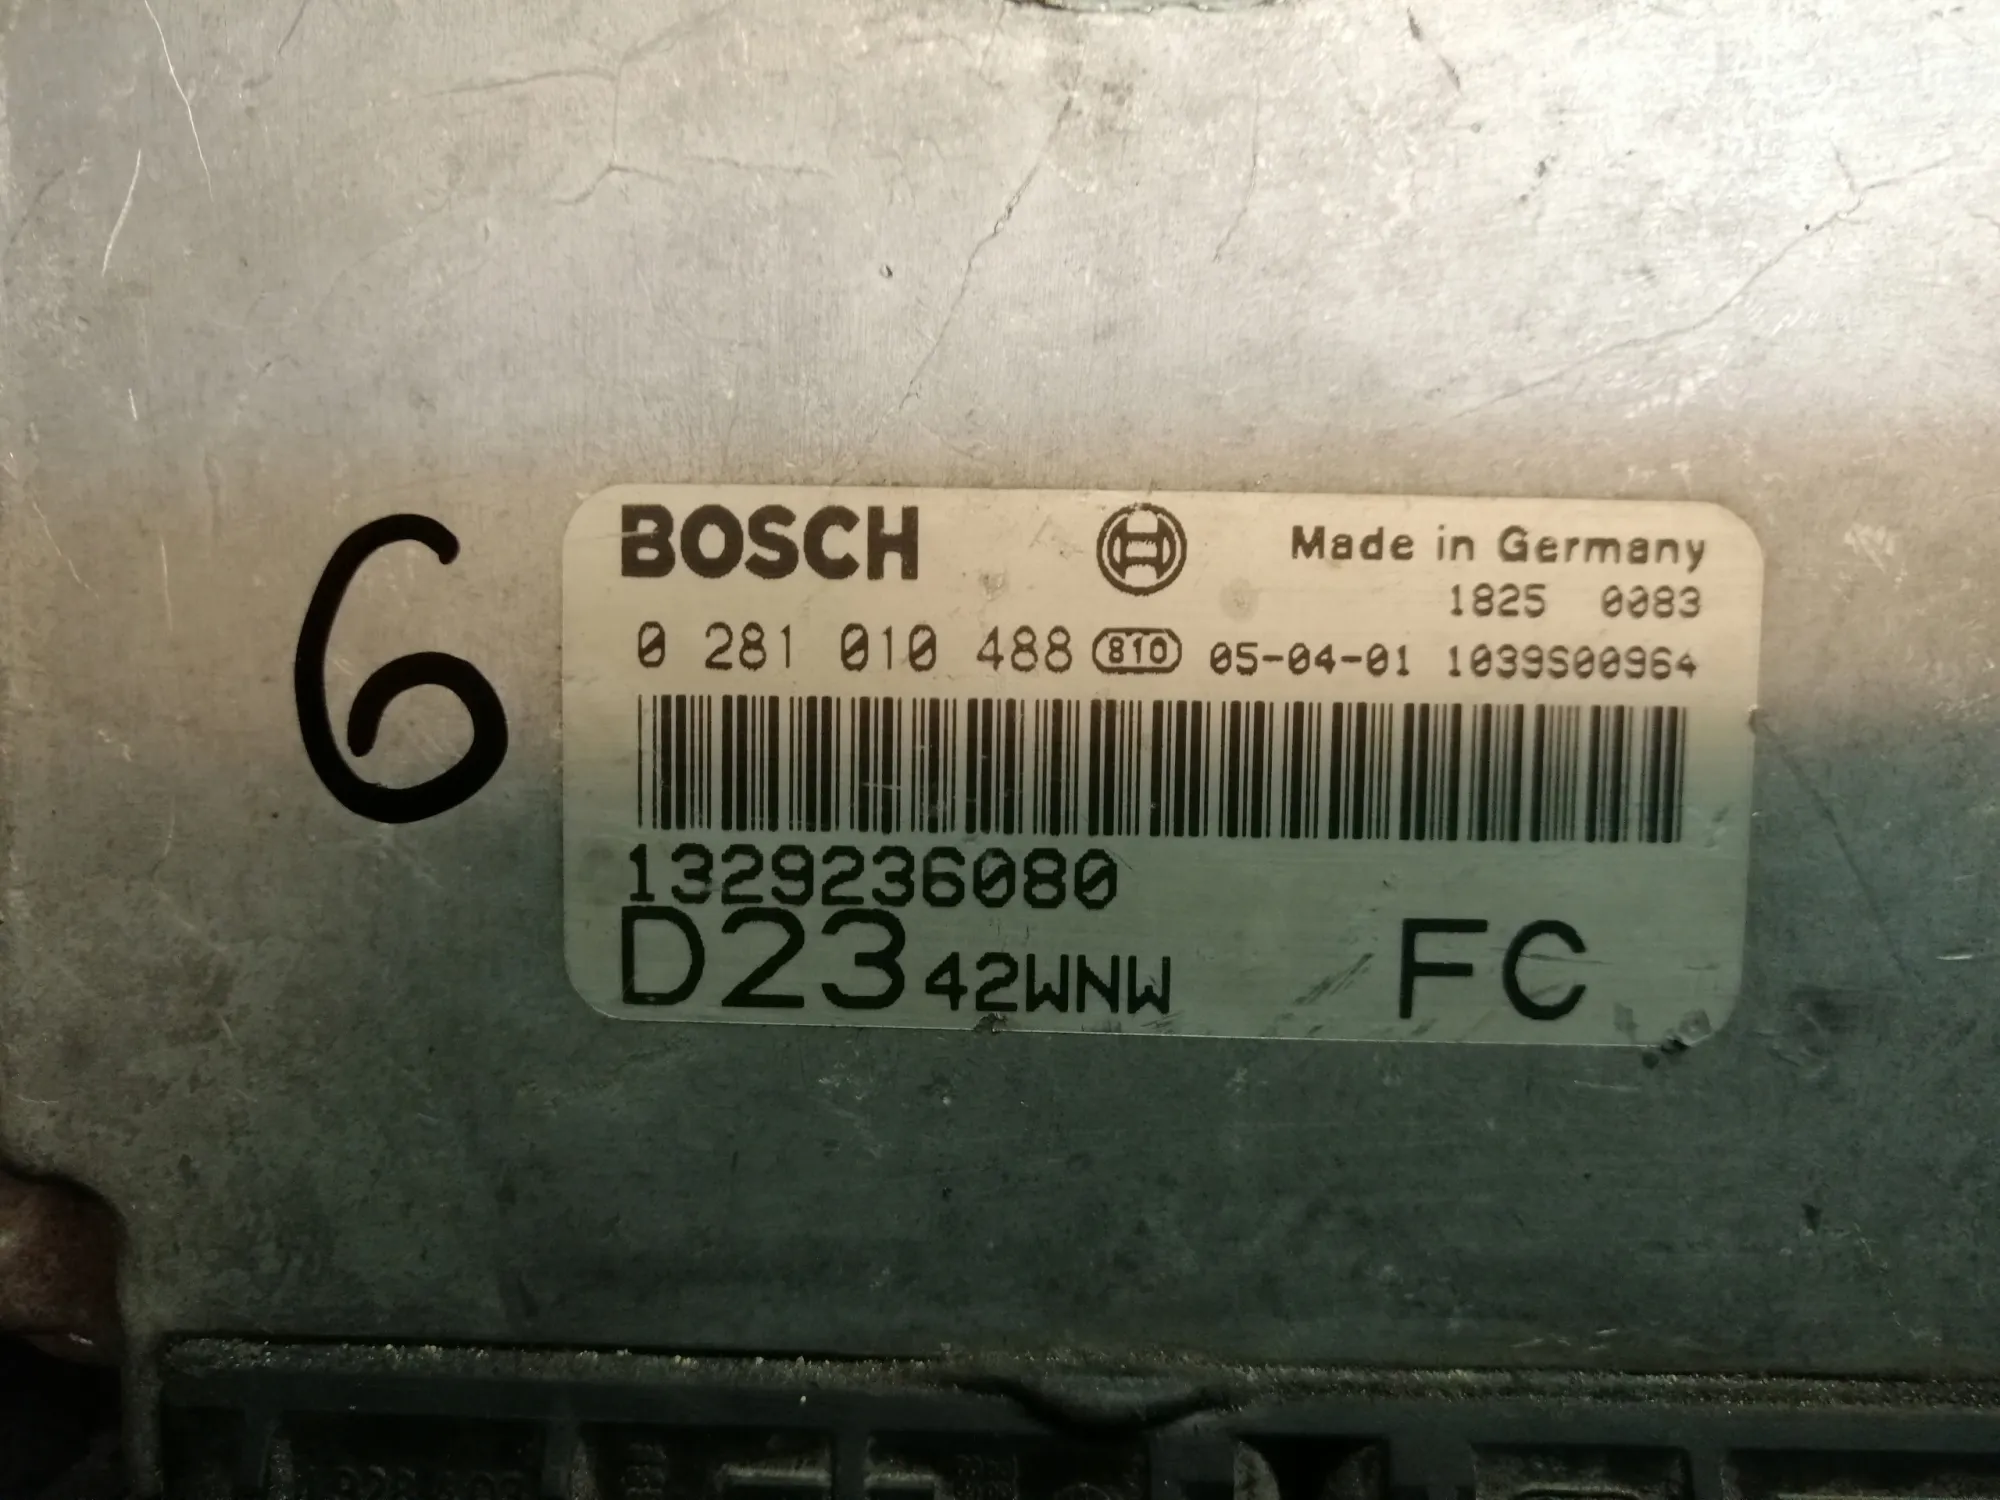 6
BOSCH
Made in Germany
1825 0083
0 281 010 488 810 05-04-01 1039S00964
1329236080
D23 42WNW FC